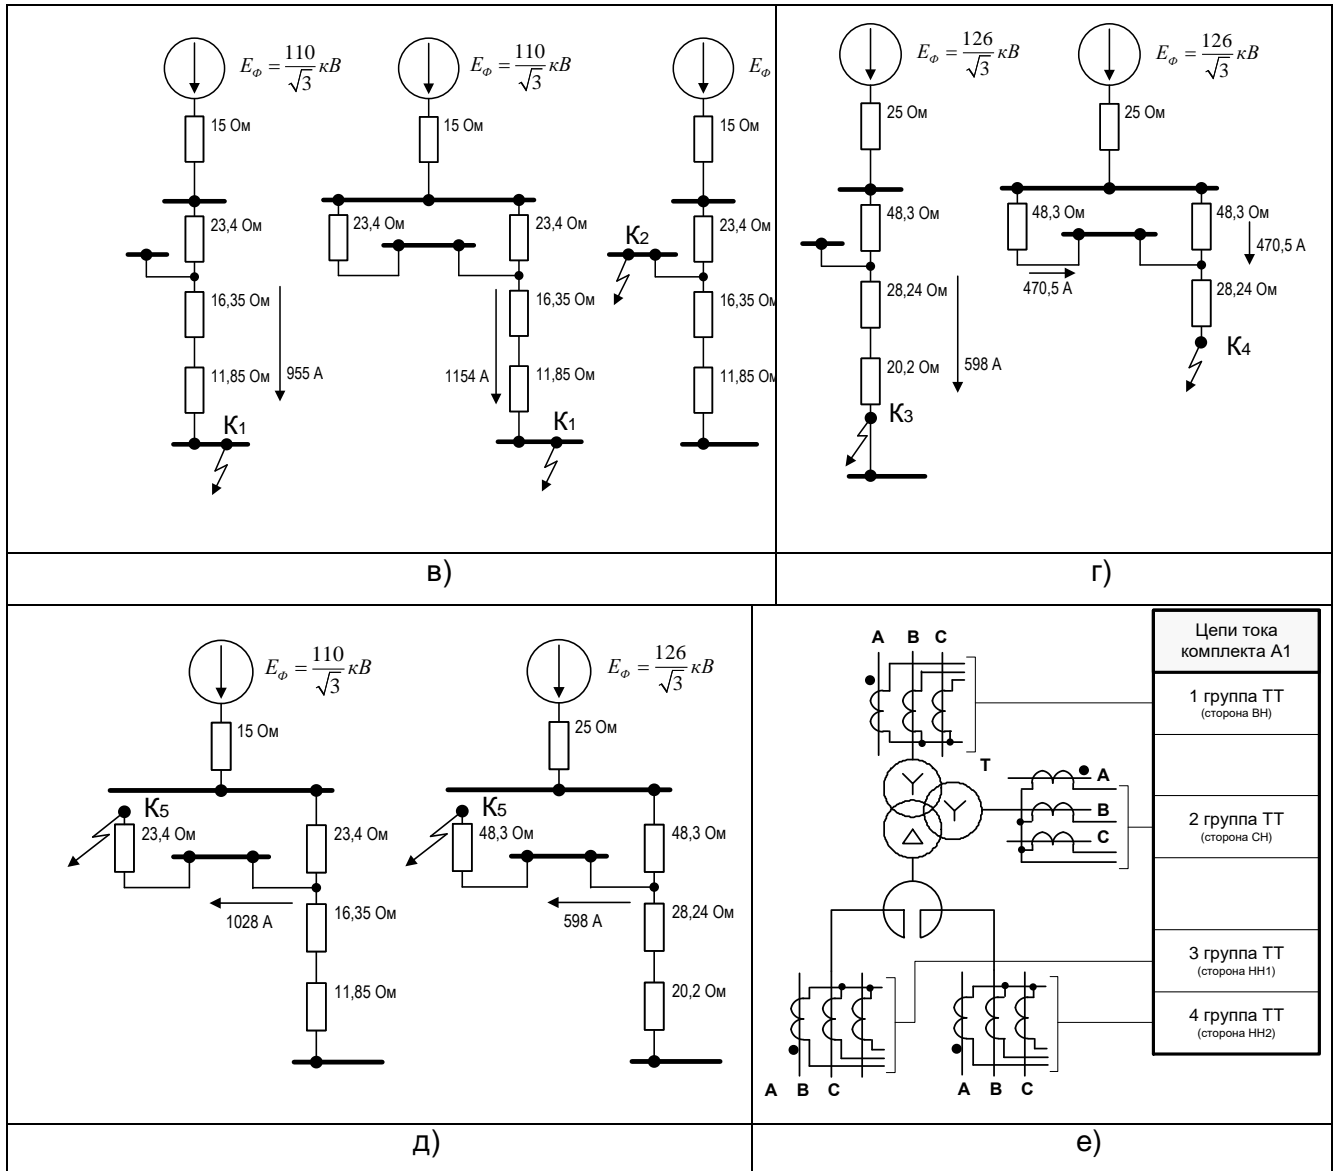 E_Ф = 110/√3 кВ
15 Ом
23,4 Ом
16,35 Ом
11,85 Ом
955 А
К1
E_Ф = 110/√3 кВ
15 Ом
23,4 Ом
23,4 Ом
16,35 Ом
1154 А
11,85 Ом
К1
E_Ф
15 Ом
23,4 Ом
К2
16,35 Ом
11,85 Ом
в)
E_Ф = 126/√3 кВ
25 Ом
48,3 Ом
28,24 Ом
20,2 Ом
598 А
К3
E_Ф = 126/√3 кВ
25 Ом
48,3 Ом
48,3 Ом
470,5 А
470,5 А
28,24 Ом
К4
г)
E_Ф = 110/√3 кВ
15 Ом
К5
23,4 Ом
23,4 Ом
1028 А
16,35 Ом
11,85 Ом
E_Ф = 126/√3 кВ
25 Ом
К5
48,3 Ом
48,3 Ом
598 А
28,24 Ом
20,2 Ом
д)
A B C
T
A
B
C
A B C
A B C
Цепи тока
комплекта А1
1 группа ТТ
(сторона ВН)
2 группа ТТ
(сторона СН)
3 группа ТТ
(сторона НН1)
4 группа ТТ
(сторона НН2)
е)